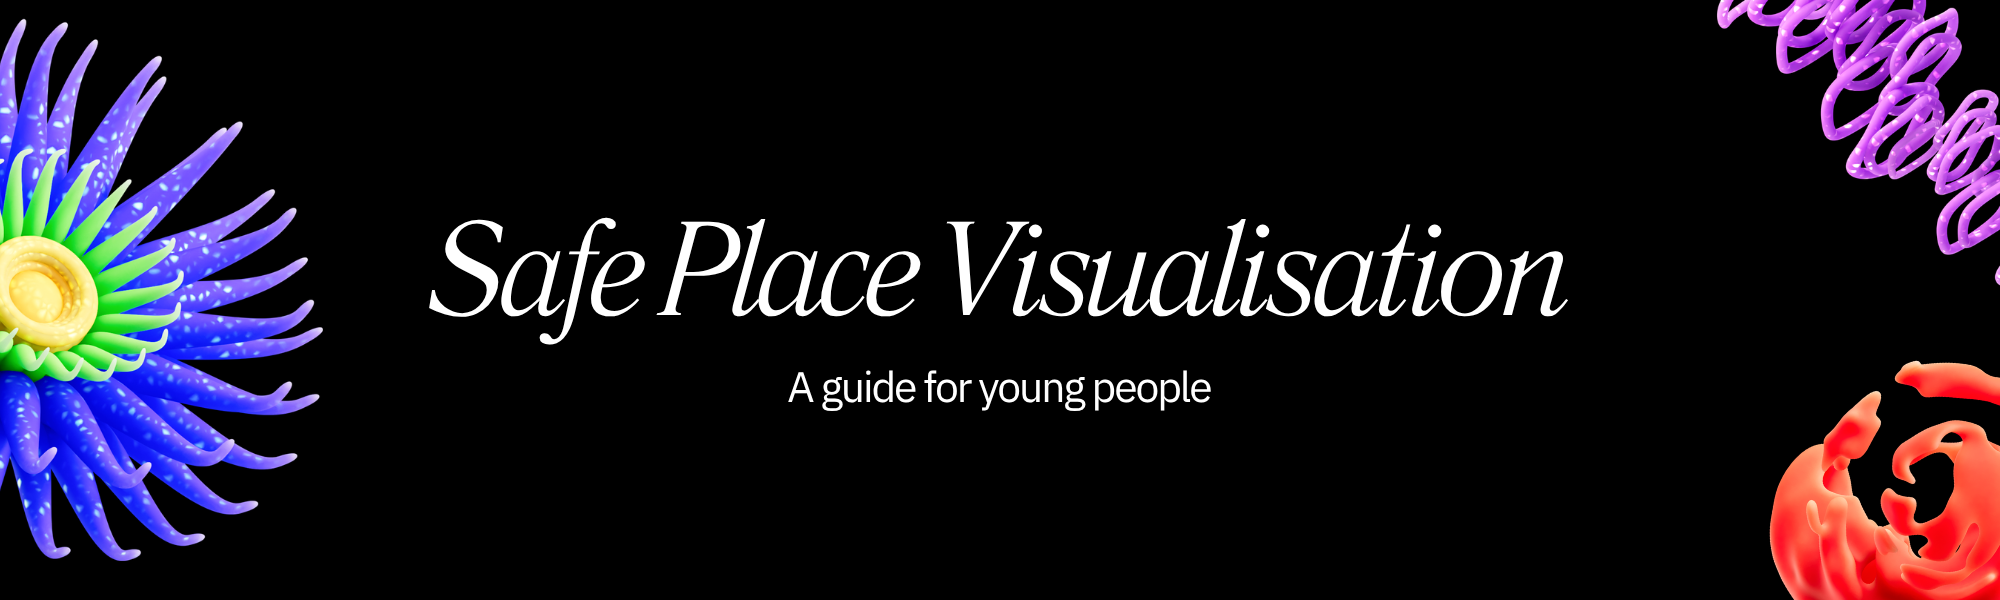 Safe Place Visualisation
A guide for young people